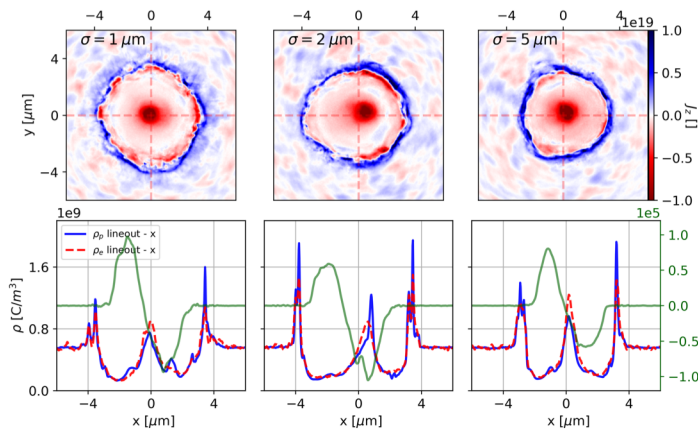 −4 0 4 −4 0 4 −4 0 4
1e19
σ = 1 μm
σ = 2 μm
σ = 5 μm
4
0
−4
y [μm]
1.0
0.5
0.0
−0.5
−1.0
J_z []
1e9
1e5
ρ_p lineout - x
ρ_e lineout - x
1.6
0.8
0.0
ρ [C/m³]
1.0
0.5
0.0
−0.5
−1.0
−4 0 4 −4 0 4 −4 0 4
x [μm] x [μm] x [μm]